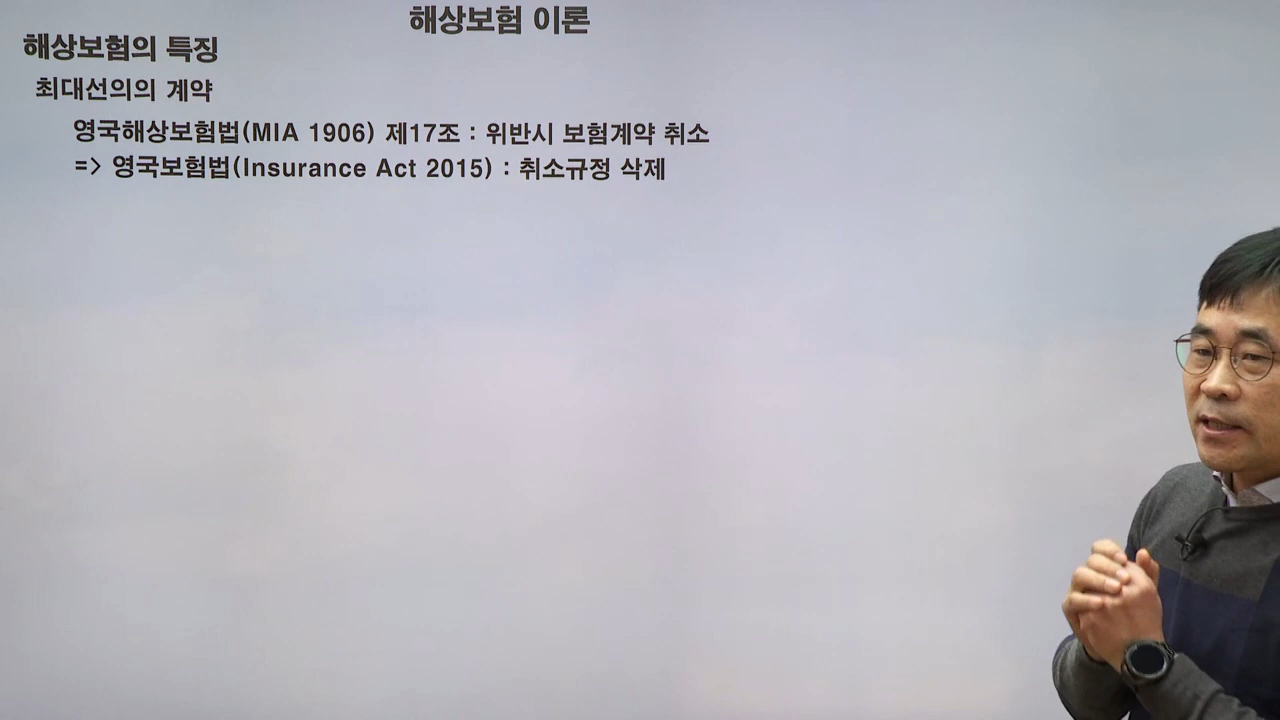 해상보험 이론
해상보험의 특징
최대선의의 계약
영국해상보험법(MIA 1906) 제17조 : 위반시 보험계약 취소
=> 영국보험법(Insurance Act 2015) : 취소규정 삭제